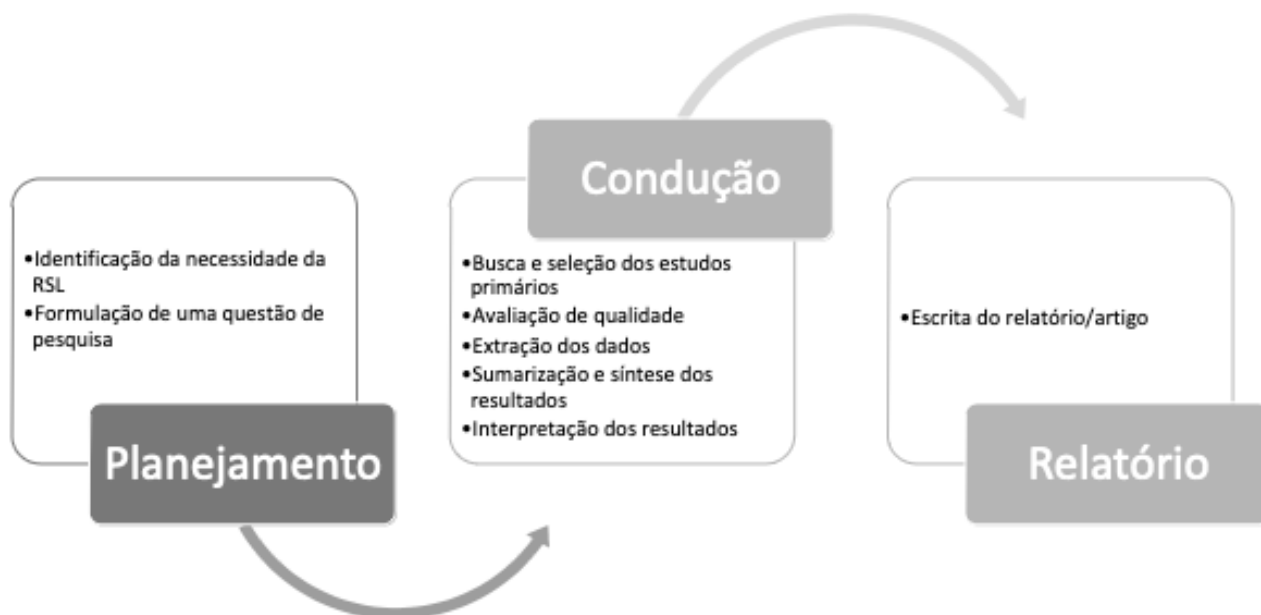 •Identificação da necessidade da
RSL
•Formulação de uma questão de
pesquisa
Planejamento
Condução
•Busca e seleção dos estudos
primários
•Avaliação de qualidade
•Extração dos dados
•Sumarização e síntese dos
resultados
•Interpretação dos resultados
•Escrita do relatório/artigo
Relatório